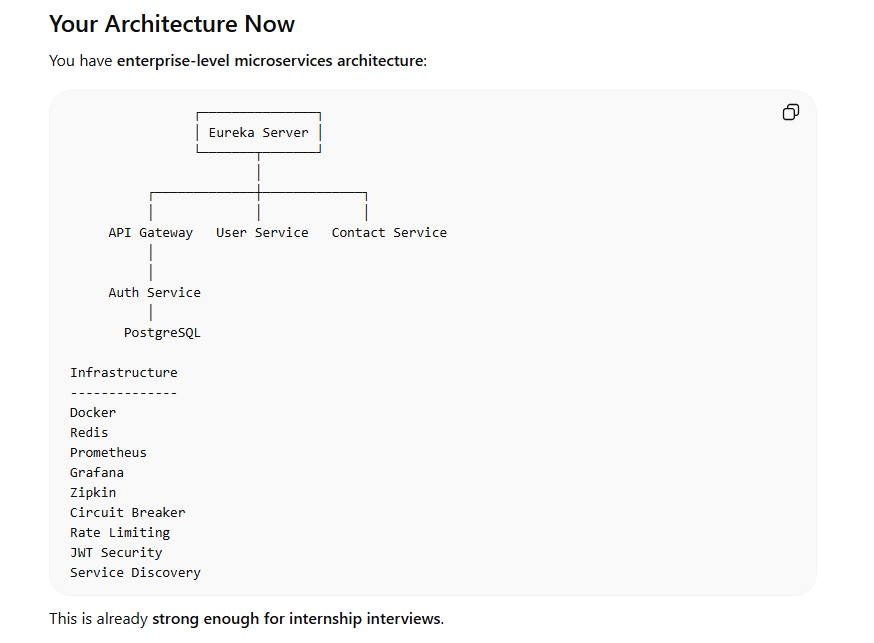 Your Architecture Now
You have enterprise-level microservices architecture:
Eureka Server
API Gateway User Service Contact Service
Auth Service
PostgreSQL
Infrastructure
--------------
Docker
Redis
Prometheus
Grafana
Zipkin
Circuit Breaker
Rate Limiting
JWT Security
Service Discovery
This is already strong enough for internship interviews.